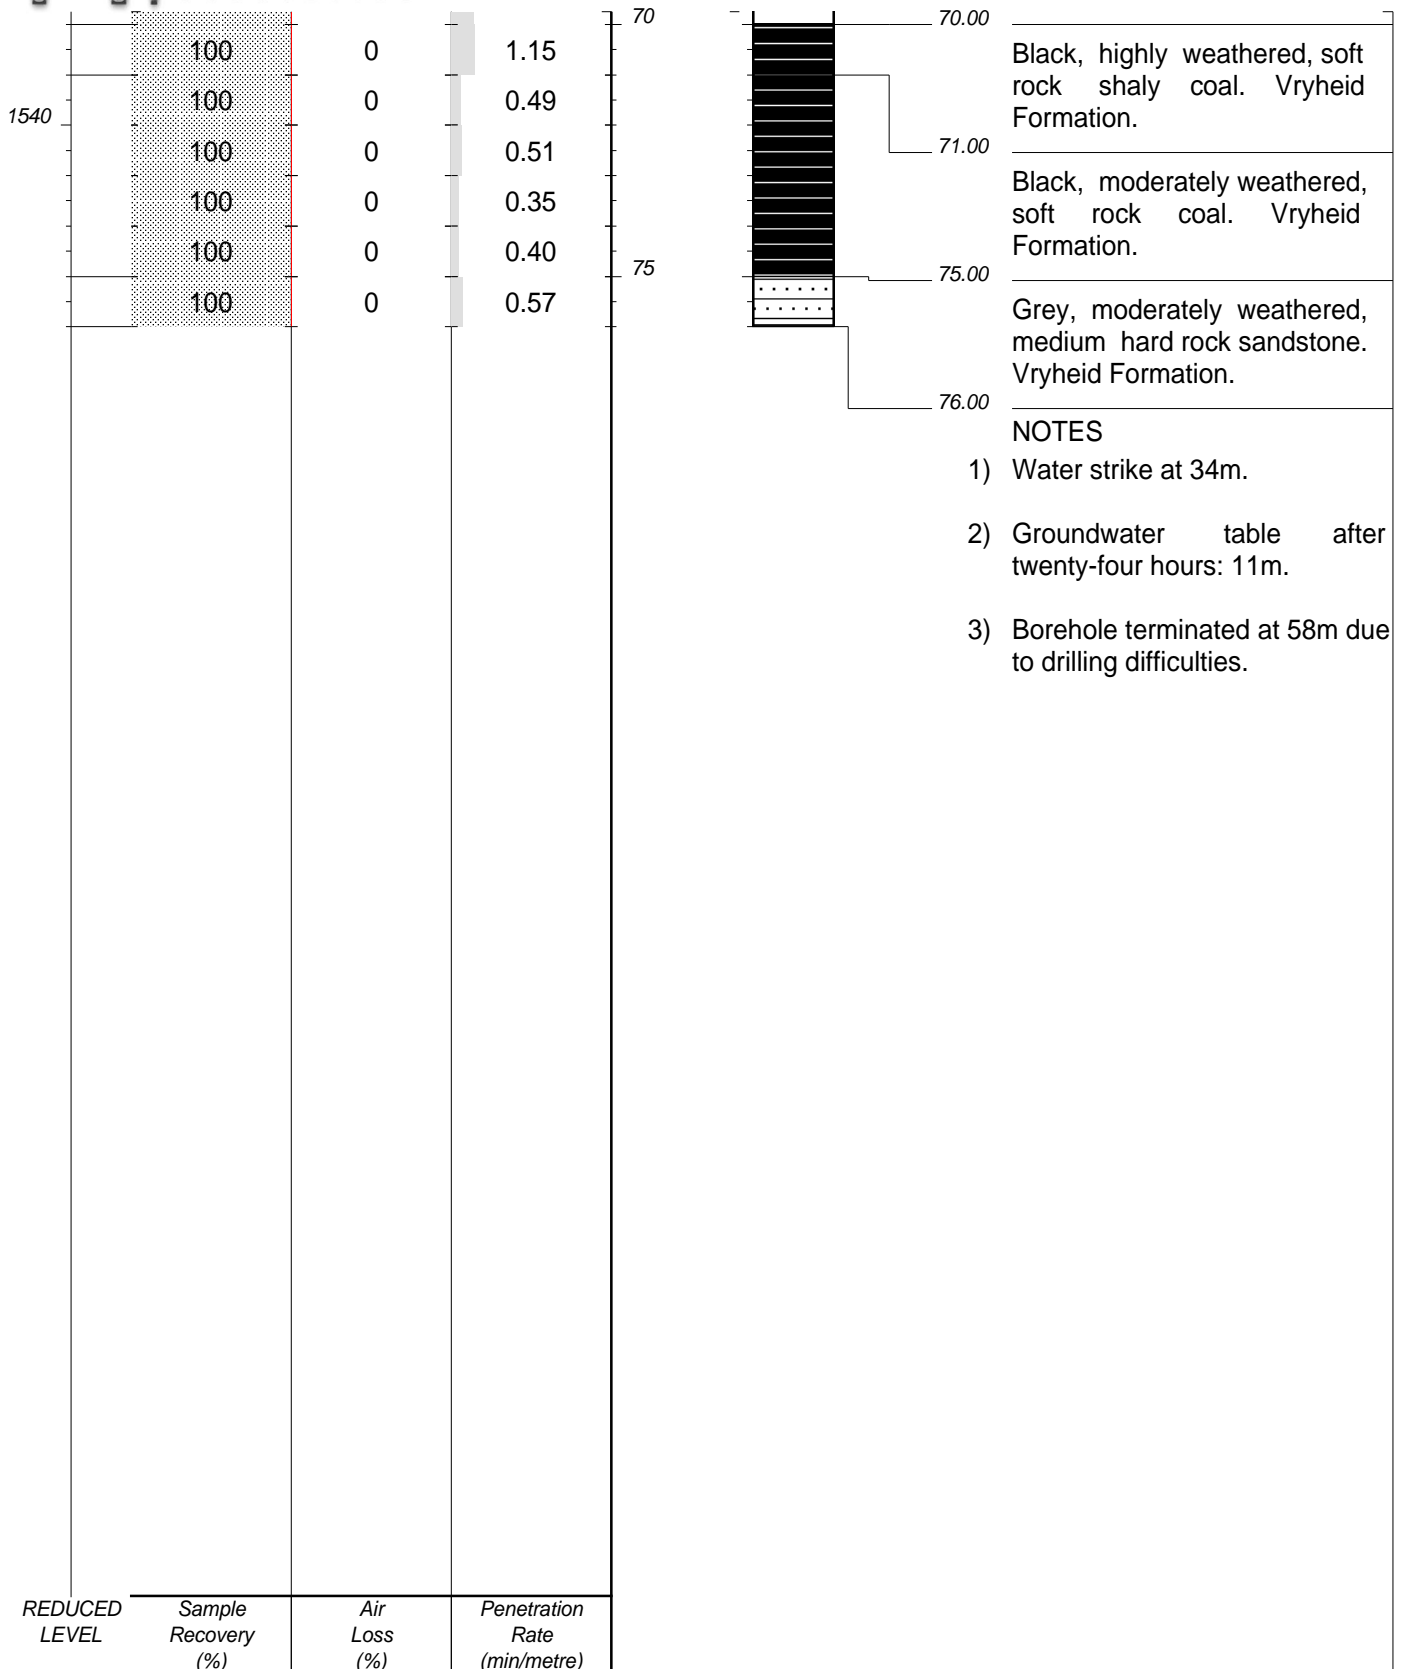 70
100 0 1.15
100 0 0.49
1540
100 0 0.51
100 0 0.35
100 0 0.40
75
100 0 0.57
70.00
Black, highly weathered, soft
rock shaly coal. Vryheid
Formation.
71.00
Black, moderately weathered,
soft rock coal. Vryheid
Formation.
75.00
Grey, moderately weathered,
medium hard rock sandstone.
Vryheid Formation.
76.00
NOTES
1) Water strike at 34m.
2) Groundwater table after
twenty-four hours: 11m.
3) Borehole terminated at 58m due
to drilling difficulties.
REDUCED
LEVEL
Sample
Recovery
(%)
Air
Loss
(%)
Penetration
Rate
(min/metre)